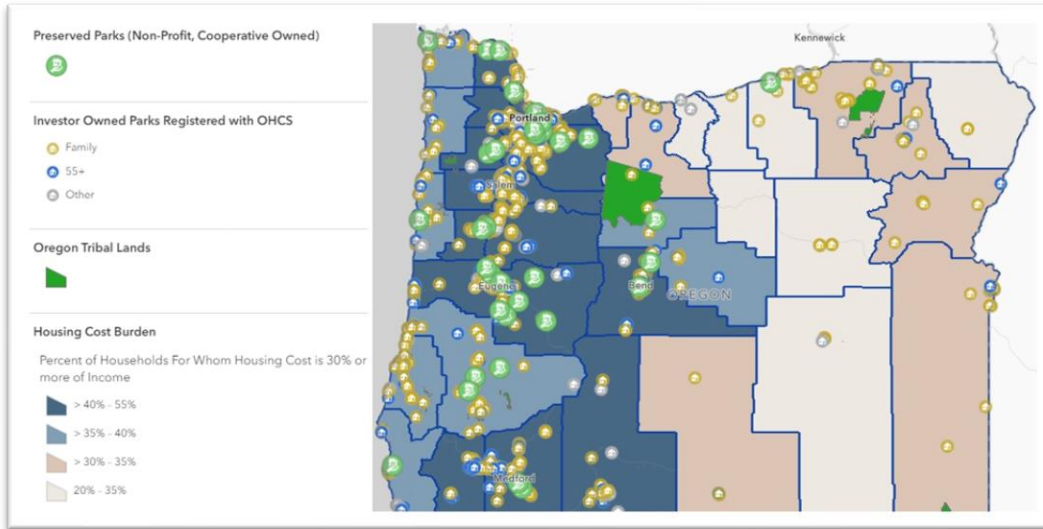 Preserved Parks (Non-Profit, Cooperative Owned)
Investor Owned Parks Registered with OHCS
Family
55+
Other
Oregon Tribal Lands
Housing Cost Burden
Percent of Households For Whom Housing Cost is 30% or
more of Income
> 40% - 55%
> 35% - 40%
> 30% - 35%
20% - 35%
Kennewick
Portland
Salem
Eugene
Bend
OREGON
Medford